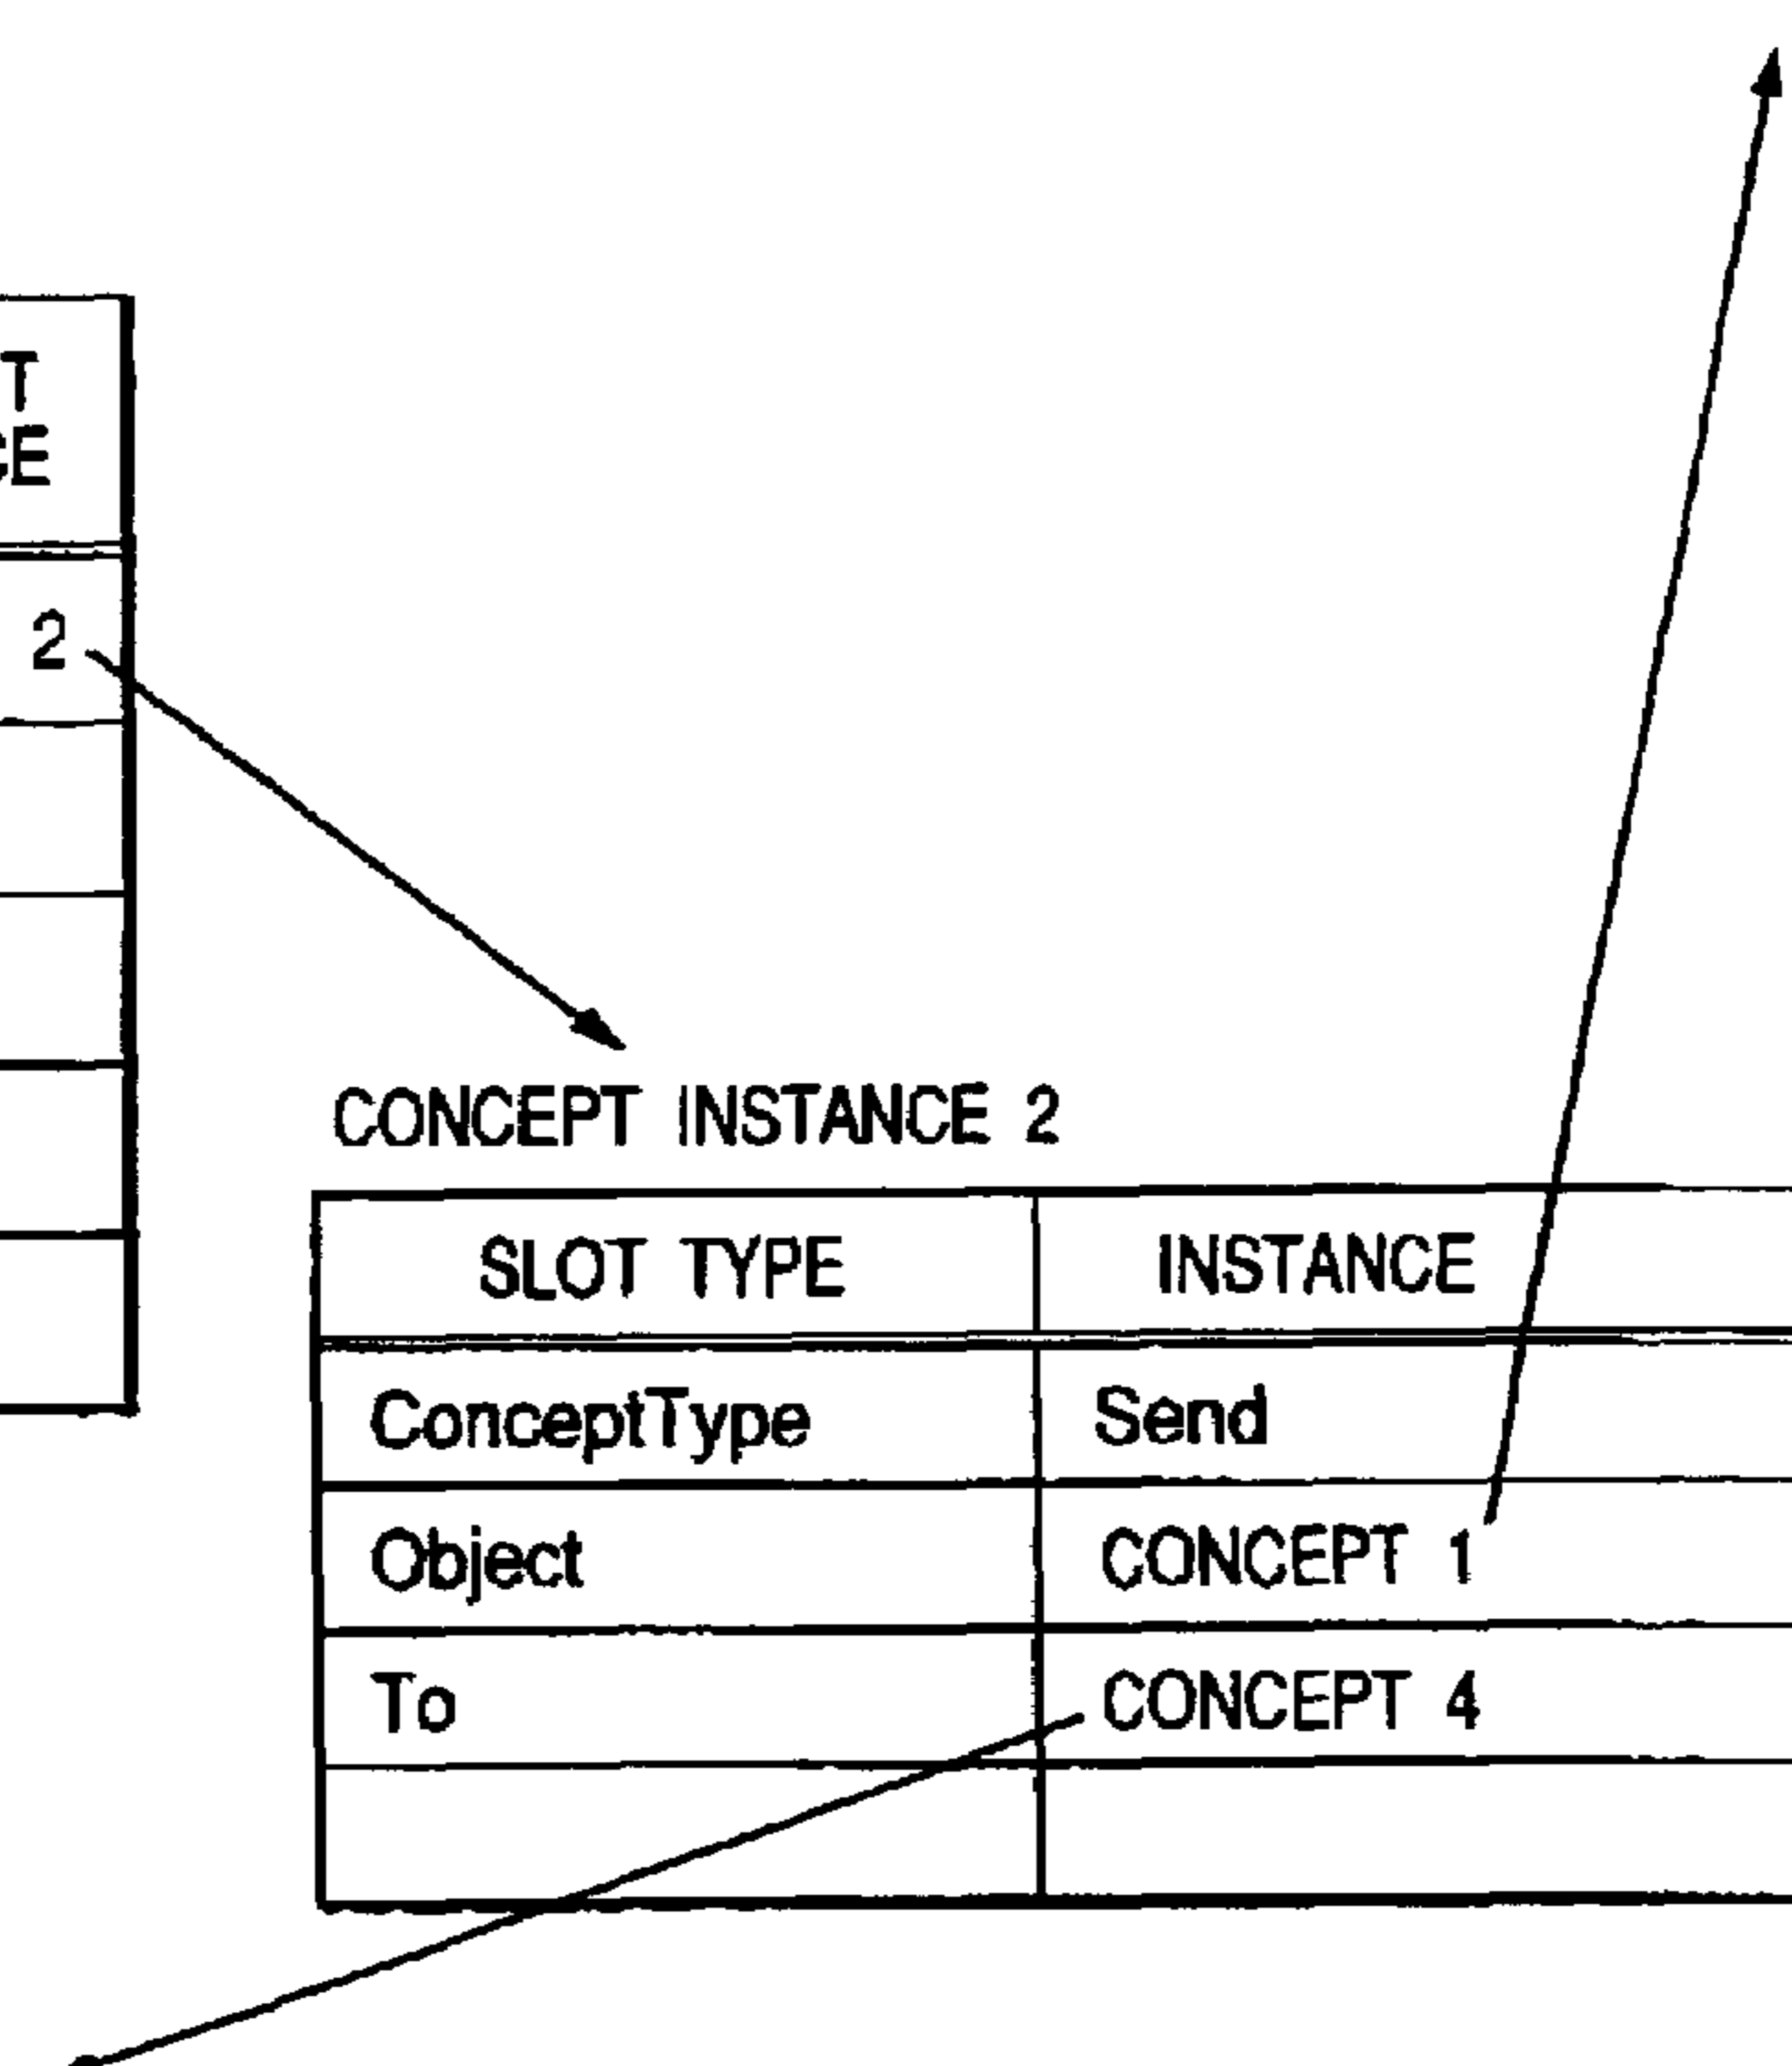 T
CE
2
CONCEPT INSTANCE 2
SLOT TYPE INSTANCE
ConceptType Send
Object CONCEPT 1
To CONCEPT 4